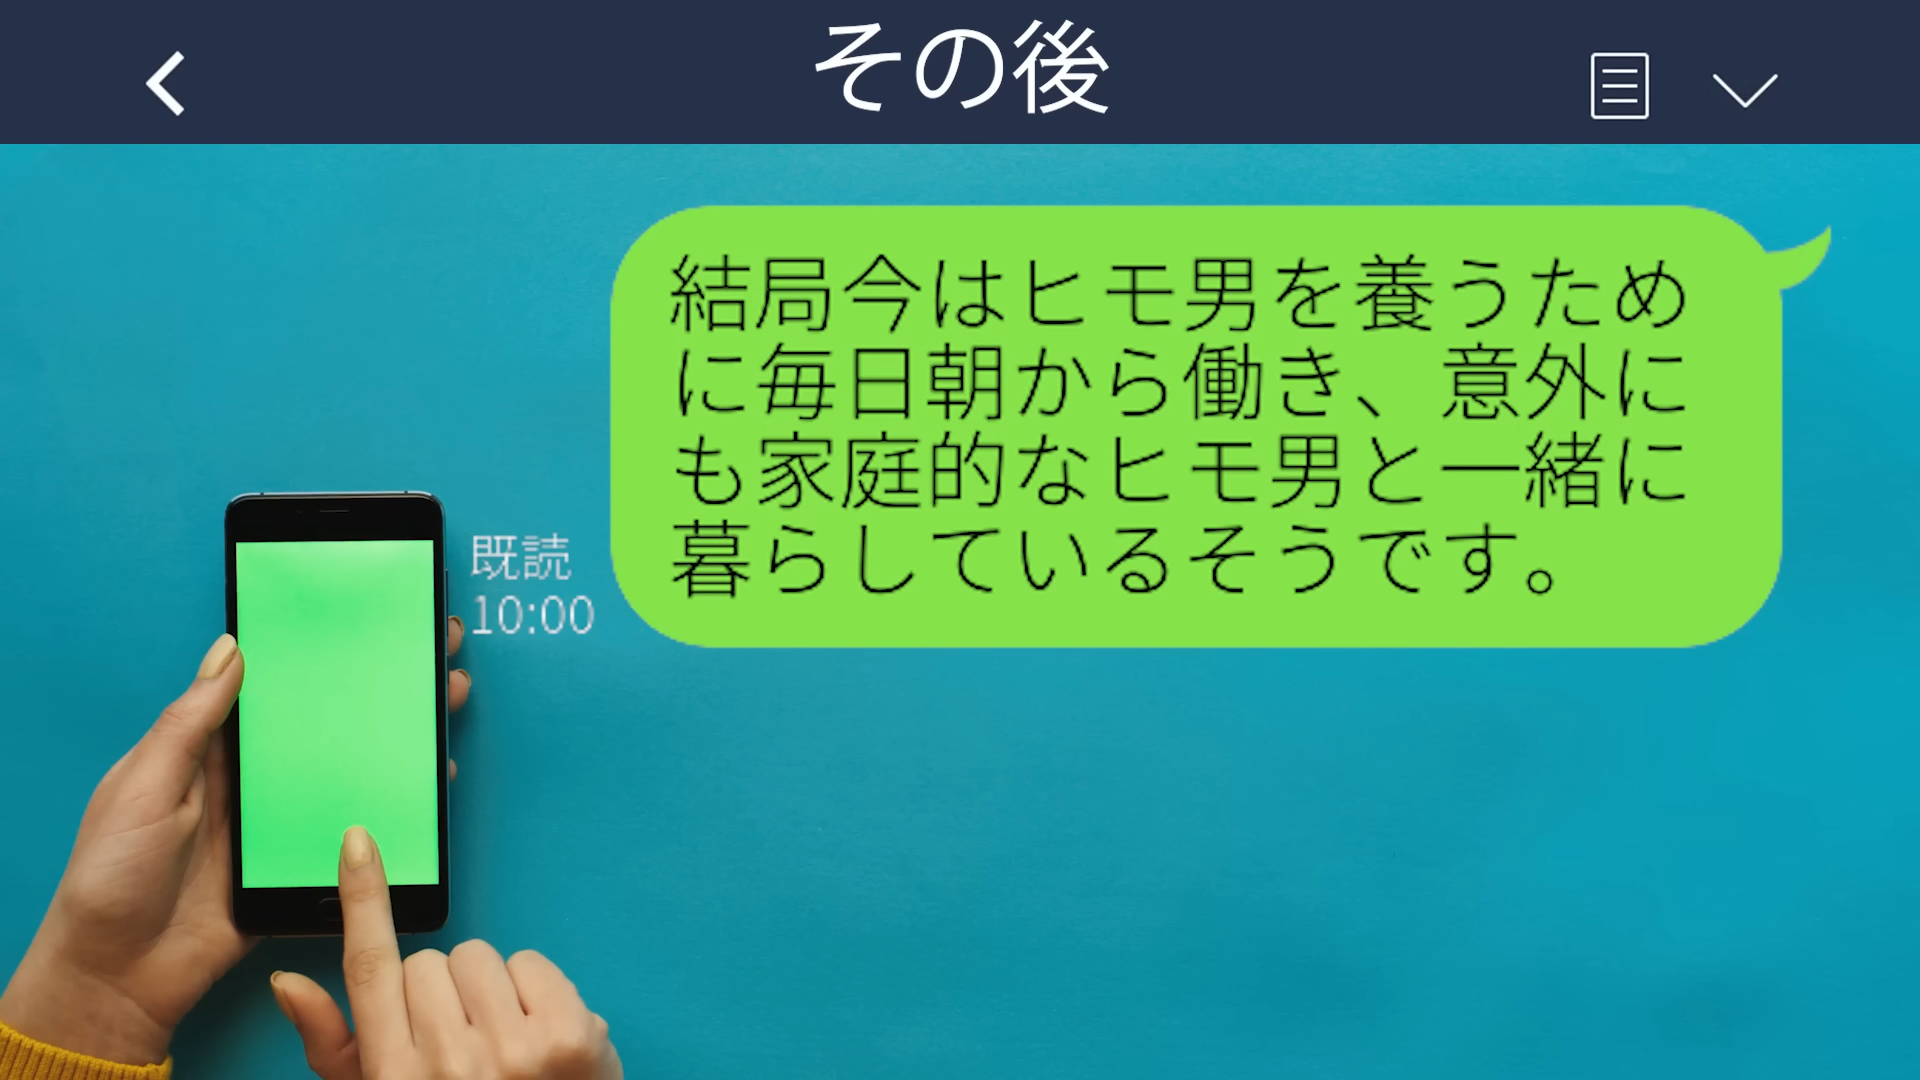 その後
結局今はヒモ男を養うため
に毎日朝から働き、意外に
も家庭的なヒモ男と一緒に
暮らしているそうです。
既読
10:00